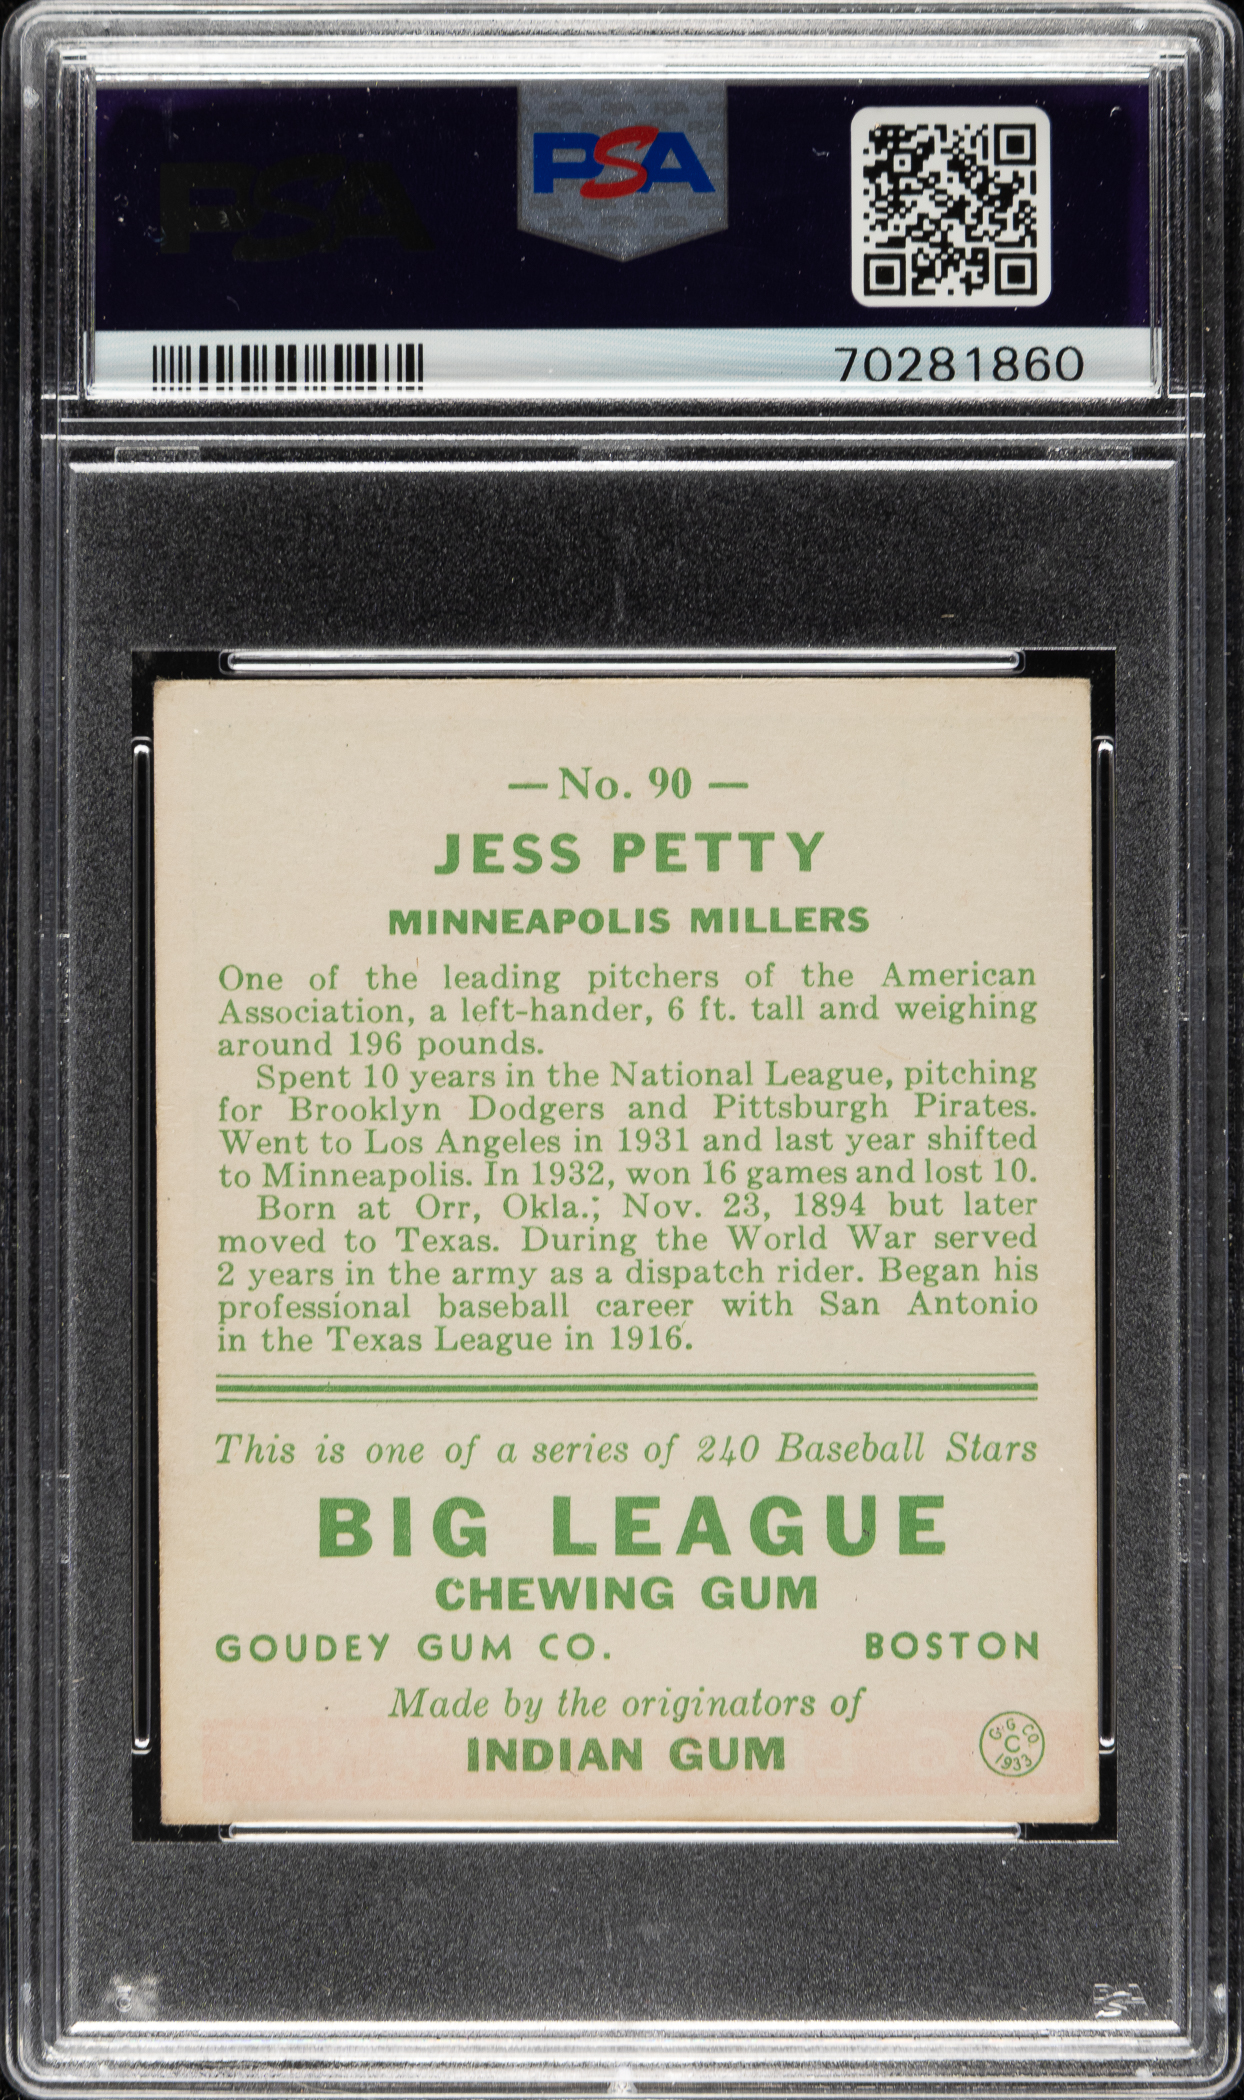 PSA
PSA
70281860
— No. 90 —
JESS PETTY
MINNEAPOLIS MILLERS
One of the leading pitchers of the American
Association, a left-hander, 6 ft. tall and weighing
around 196 pounds.
Spent 10 years in the National League, pitching
for Brooklyn Dodgers and Pittsburgh Pirates.
Went to Los Angeles in 1931 and last year shifted
to Minneapolis. In 1932, won 16 games and lost 10.
Born at Orr, Okla.; Nov. 23, 1894 but later
moved to Texas. During the World War served
2 years in the army as a dispatch rider. Began his
professional baseball career with San Antonio
in the Texas League in 1916.
This is one of a series of 240 Baseball Stars
BIG LEAGUE
CHEWING GUM
GOUDEY GUM CO. BOSTON
Made by the originators of
INDIAN GUM
G.G. CO.
C
1933